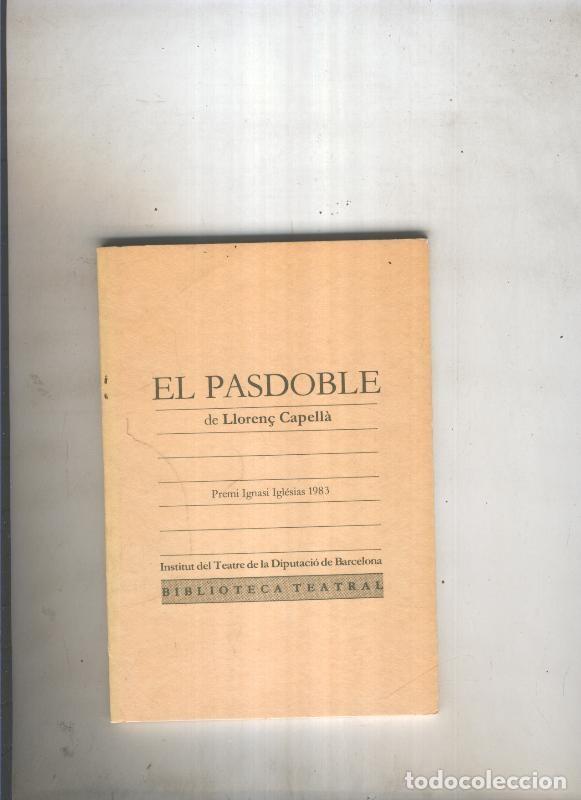 EL PASDOBLE
de Llorenç Capellà
Premi Ignasi Iglésias 1983
Institut del Teatre de la Diputació de Barcelona
BIBLIOTECA TEATRAL
todocoleccion